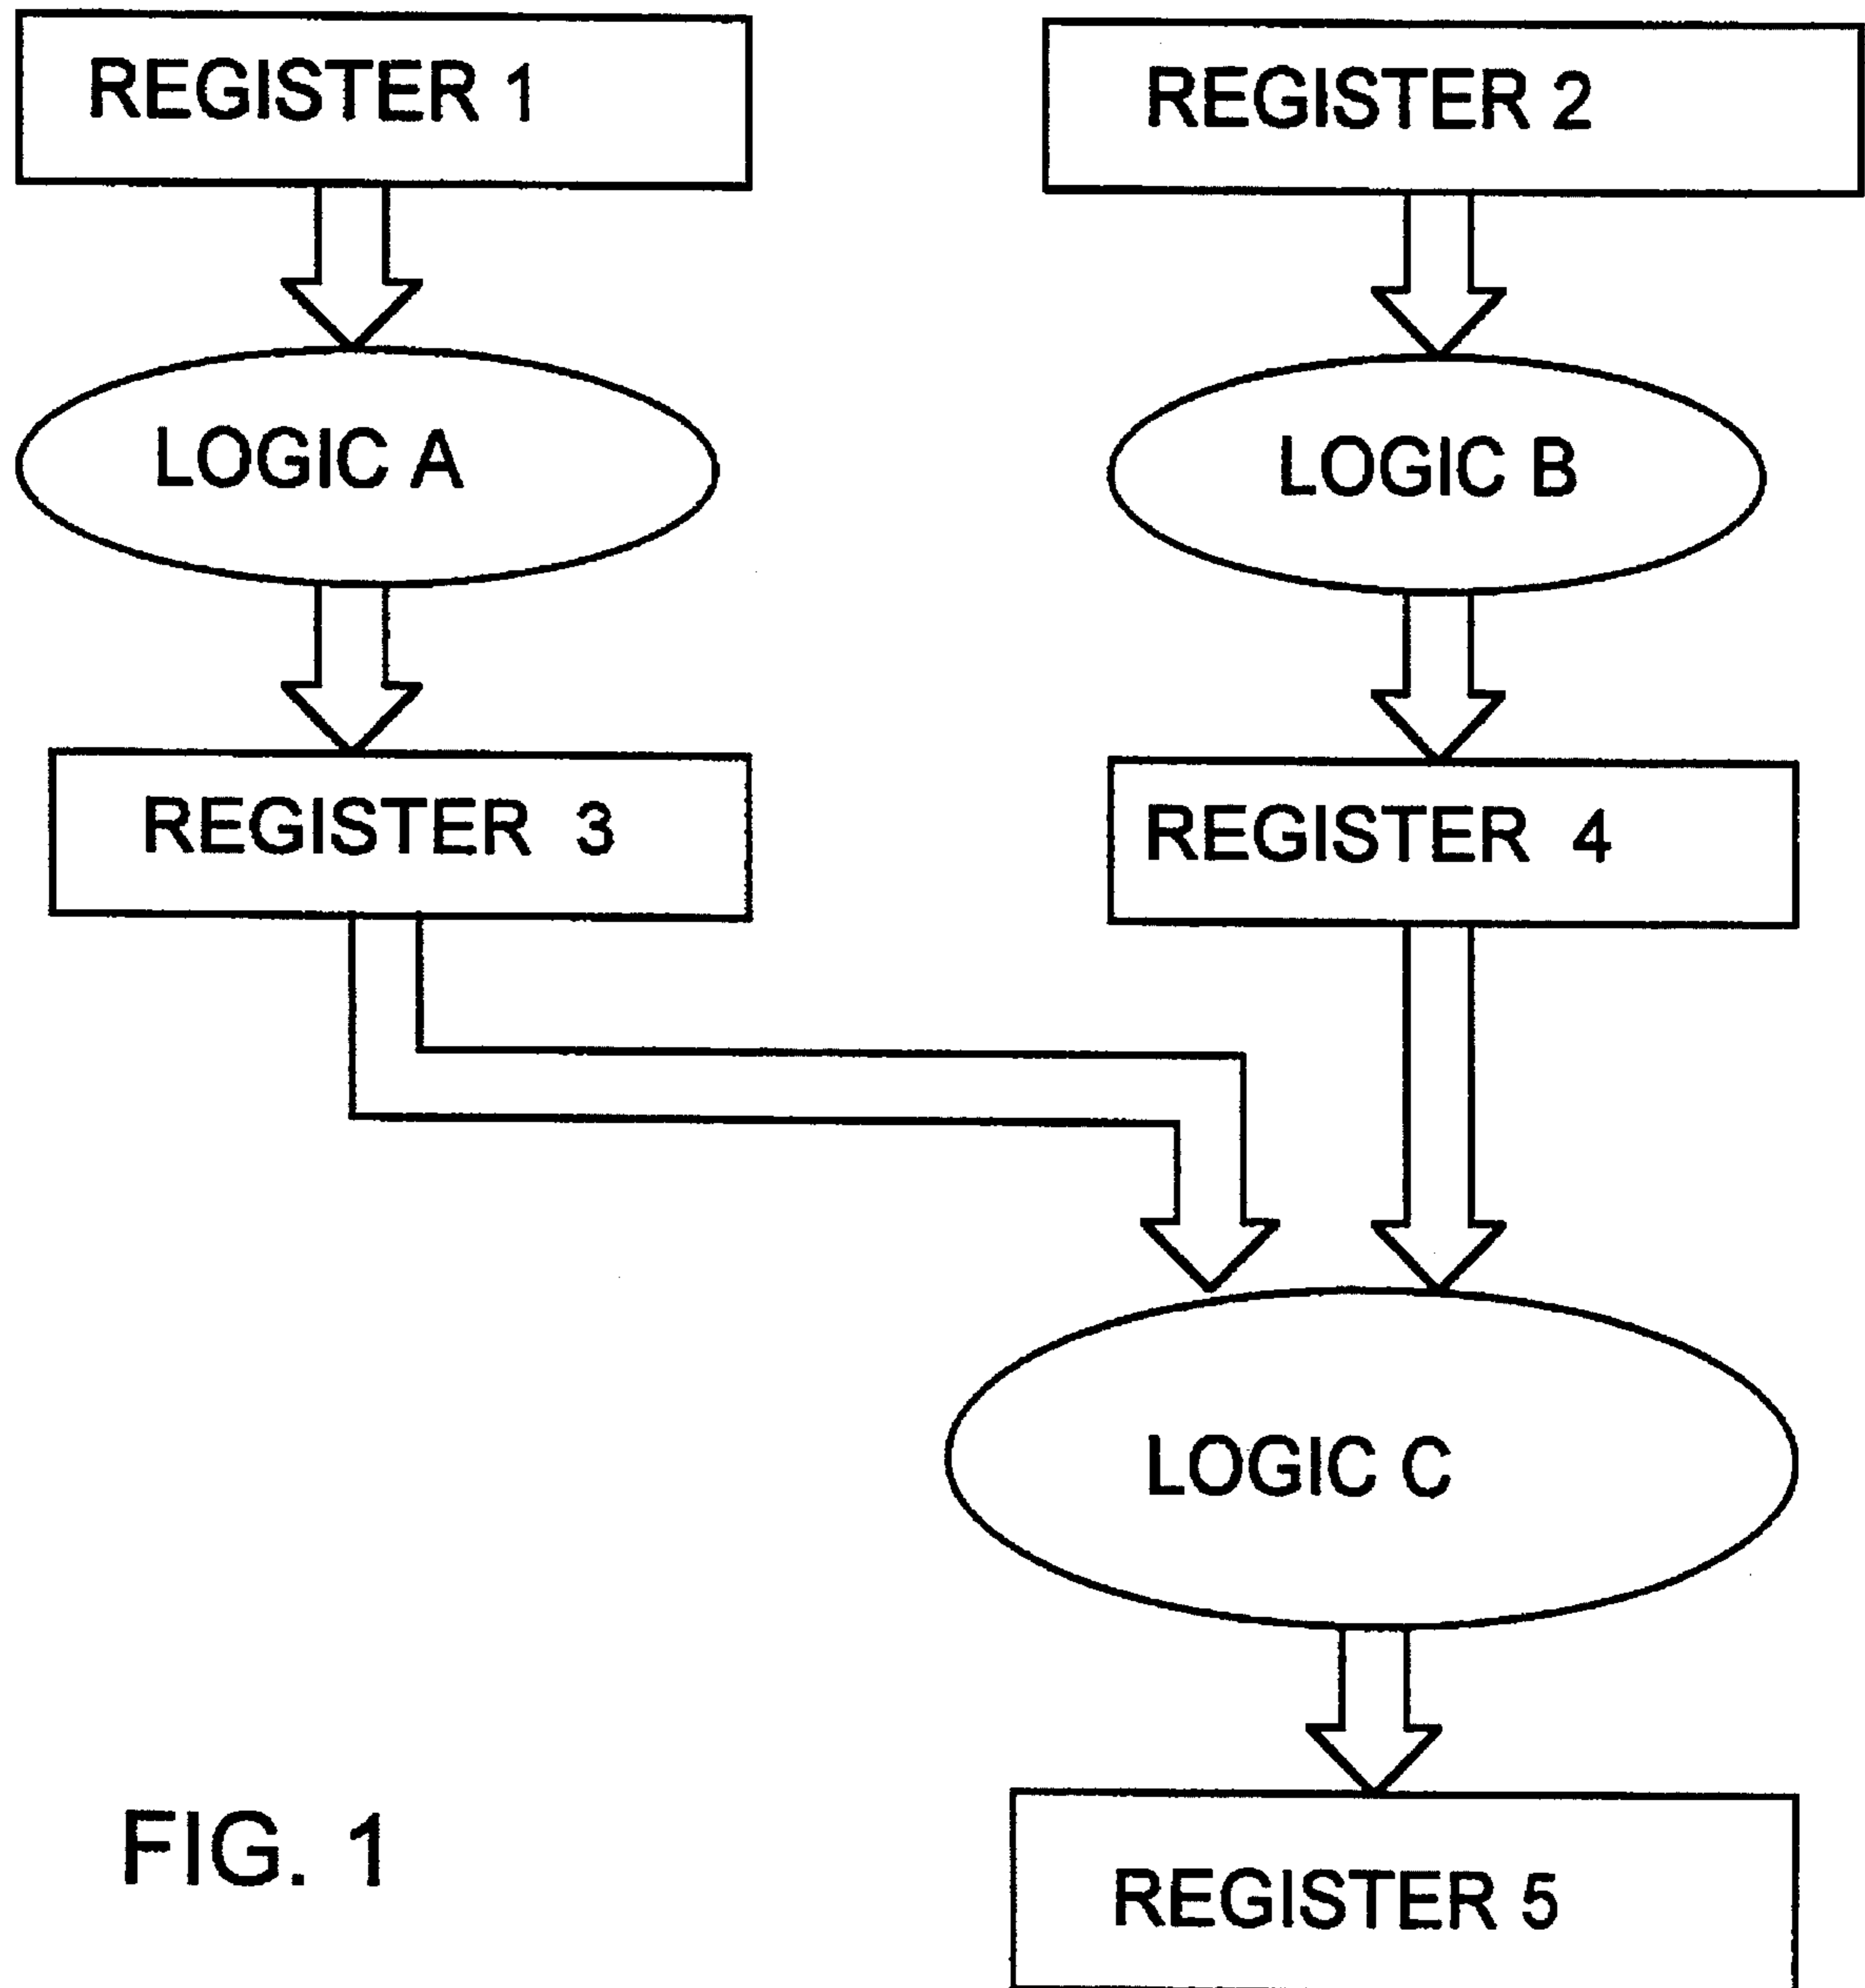 REGISTER 1
REGISTER 2
LOGIC A
LOGIC B
REGISTER 3
REGISTER 4
LOGIC C
FIG. 1
REGISTER 5